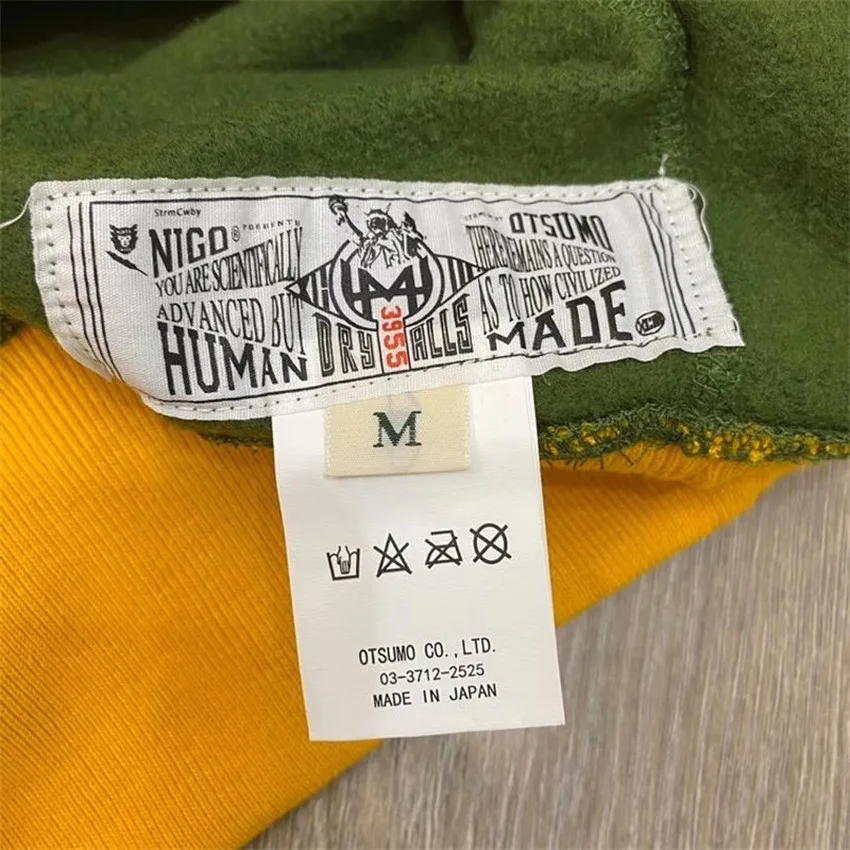 StrmCwby
NIGO® PRESENTS
YOU ARE SCIENTIFICALLY
ADVANCED BUT
HUMAN
DRY ALLS
3955
OTSUMO
THERE REMAINS A QUESTION
AS TO HOW CIVILIZED
MADE
M
OTSUMO CO.,LTD.
03-3712-2525
MADE IN JAPAN